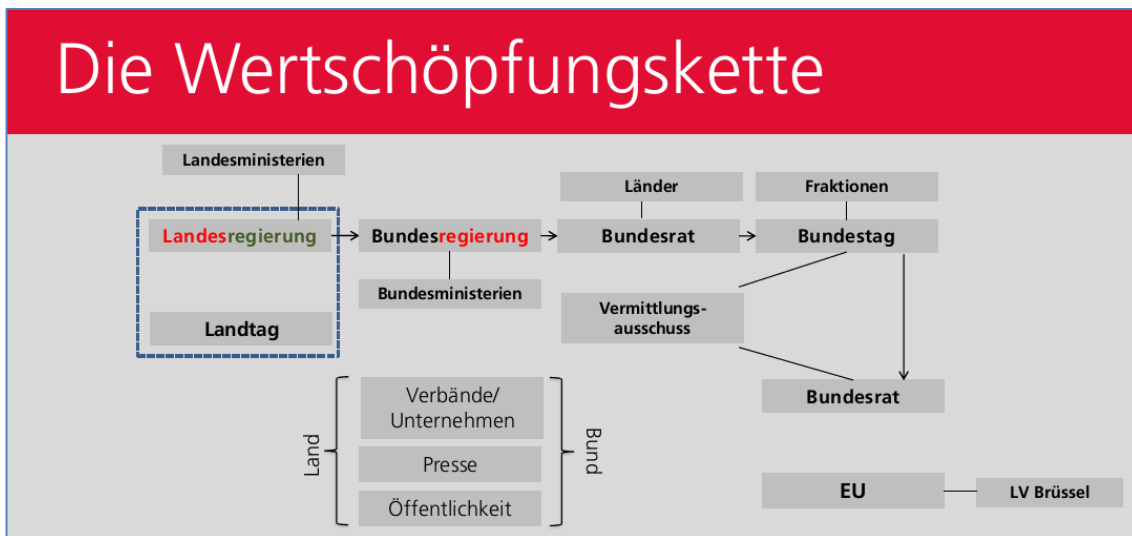 Die Wertschöpfungskette
Landesministerien
Länder
Fraktionen
Landesregierung
Bundesregierung
Bundesrat
Bundestag
Bundesministerien
Vermittlungs-
ausschuss
Landtag
Bundesrat
Verbände/
Unternehmen
Land
Bund
Presse
Öffentlichkeit
EU
LV Brüssel